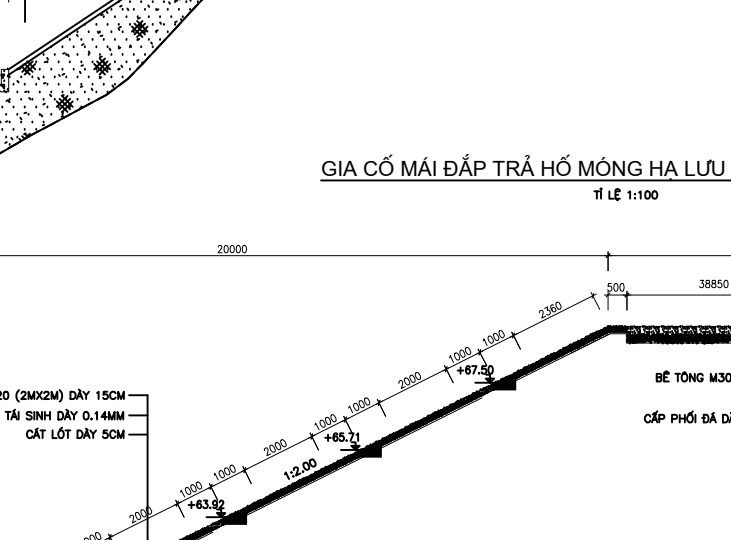 GIA CỐ MÁI ĐẮP TRẢ HỐ MÓNG HẠ LƯU
TỈ LỆ 1:100
20000
500
38850
2360
1000
1000
+67.50
2000
BÊ TÔNG M30
20 (2MX2M) DÀY 15CM
TÁI SINH DÀY 0.14MM
CÁT LÓT DÀY 5CM
CẤP PHỐI ĐÁ
1000
1000
+65.71
2000
1:2.00
1000
1000
+63.92
2000